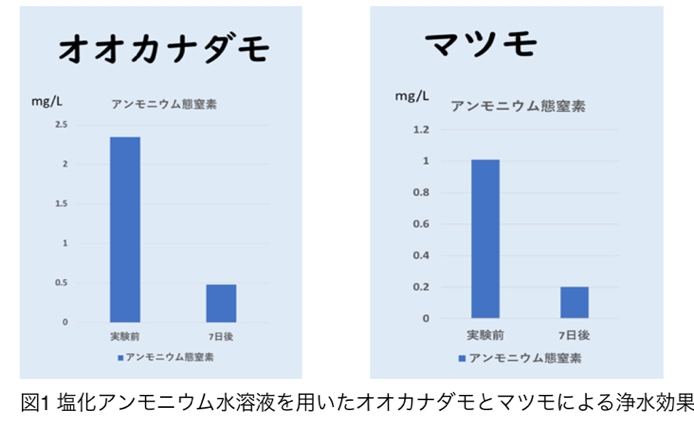 オオカナダモ
mg/L
アンモニウム態窒素
2.5
2
1.5
1
0.5
0
実験前 7日後
アンモニウム態窒素
マツモ
mg/L
アンモニウム態窒素
1.2
1
0.8
0.6
0.4
0.2
0
実験前 7日後
アンモニウム態窒素
図1 塩化アンモニウム水溶液を用いたオオカナダモとマツモによる浄水効果